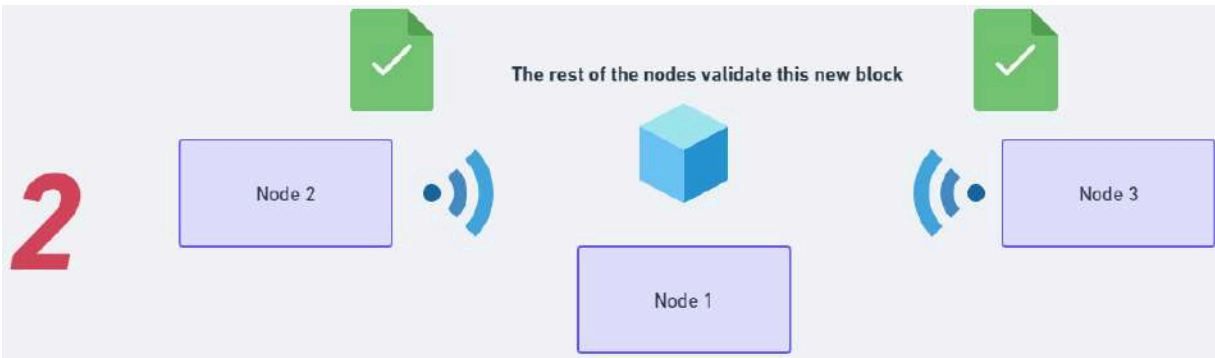 The rest of the nodes validate this new block
2
Node 2
Node 3
Node 1